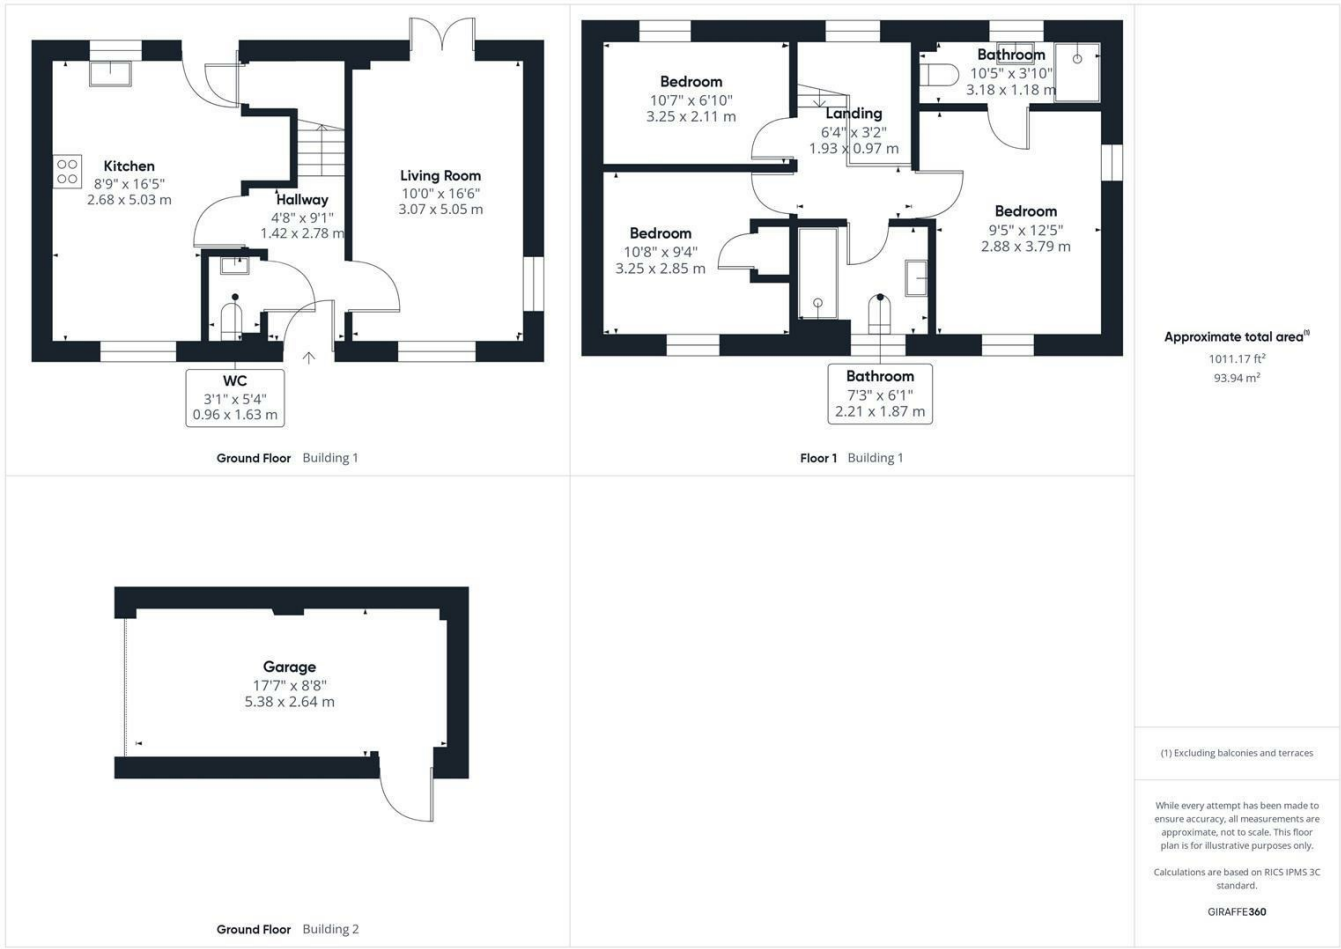 Kitchen
8'9" x 16'5"
2.68 x 5.03 m
Hallway
4'8" x 9'1"
1.42 x 2.78 m
Living Room
10'0" x 16'6"
3.07 x 5.05 m
WC
3'1" x 5'4"
0.96 x 1.63 m
Ground Floor Building 1
Bedroom
10'7" x 6'10"
3.25 x 2.11 m
Landing
6'4" x 3'2"
1.93 x 0.97 m
Bathroom
10'5" x 3'10"
3.18 x 1.18 m
Bedroom
10'8" x 9'4"
3.25 x 2.85 m
Bedroom
9'5" x 12'5"
2.88 x 3.79 m
Bathroom
7'3" x 6'1"
2.21 x 1.87 m
Floor 1 Building 1
Garage
17'7" x 8'8"
5.38 x 2.64 m
Ground Floor Building 2
Approximate total area(1)
1011.17 ft²
93.94 m²
(1) Excluding balconies and terraces
While every attempt has been made to
ensure accuracy, all measurements are
approximate, not to scale. This floor
plan is for illustrative purposes only.
Calculations are based on RICS IPMS 3C
standard.
GIRAFFE360